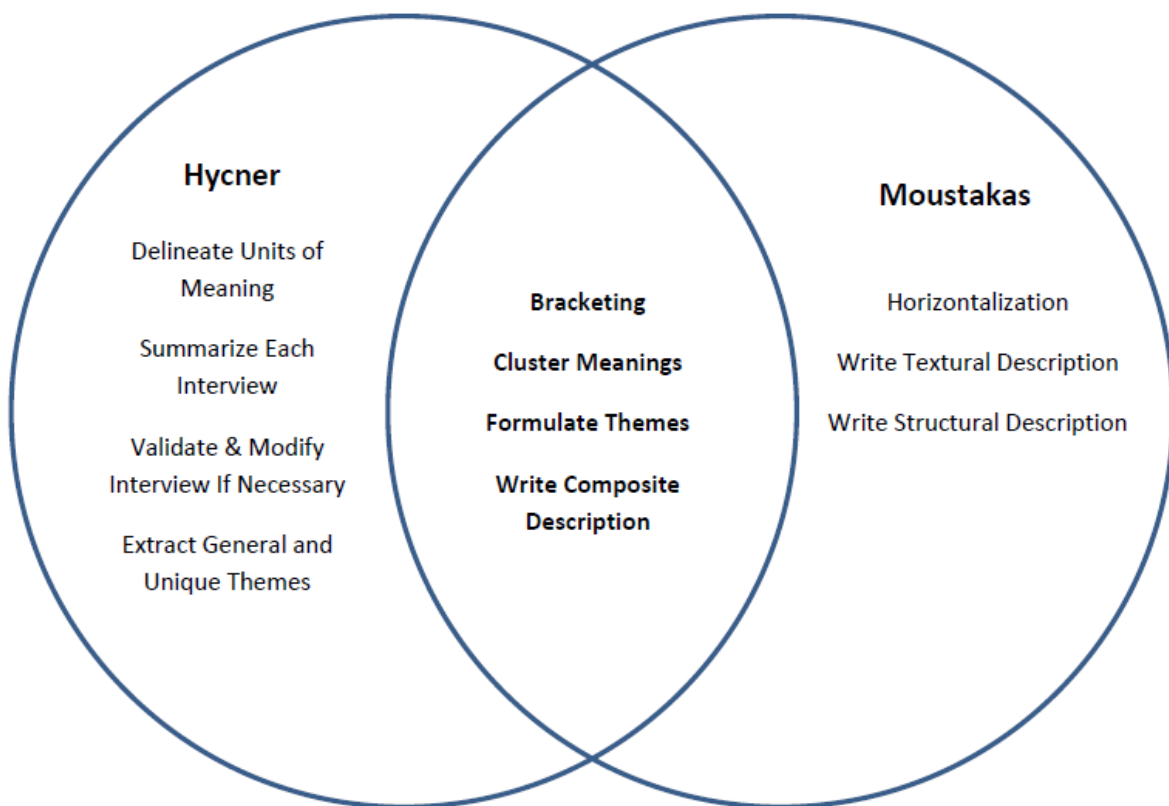 Hycner
Delineate Units of
Meaning
Summarize Each
Interview
Validate & Modify
Interview If Necessary
Extract General and
Unique Themes
Bracketing
Cluster Meanings
Formulate Themes
Write Composite
Description
Moustakas
Horizontalization
Write Textural Description
Write Structural Description